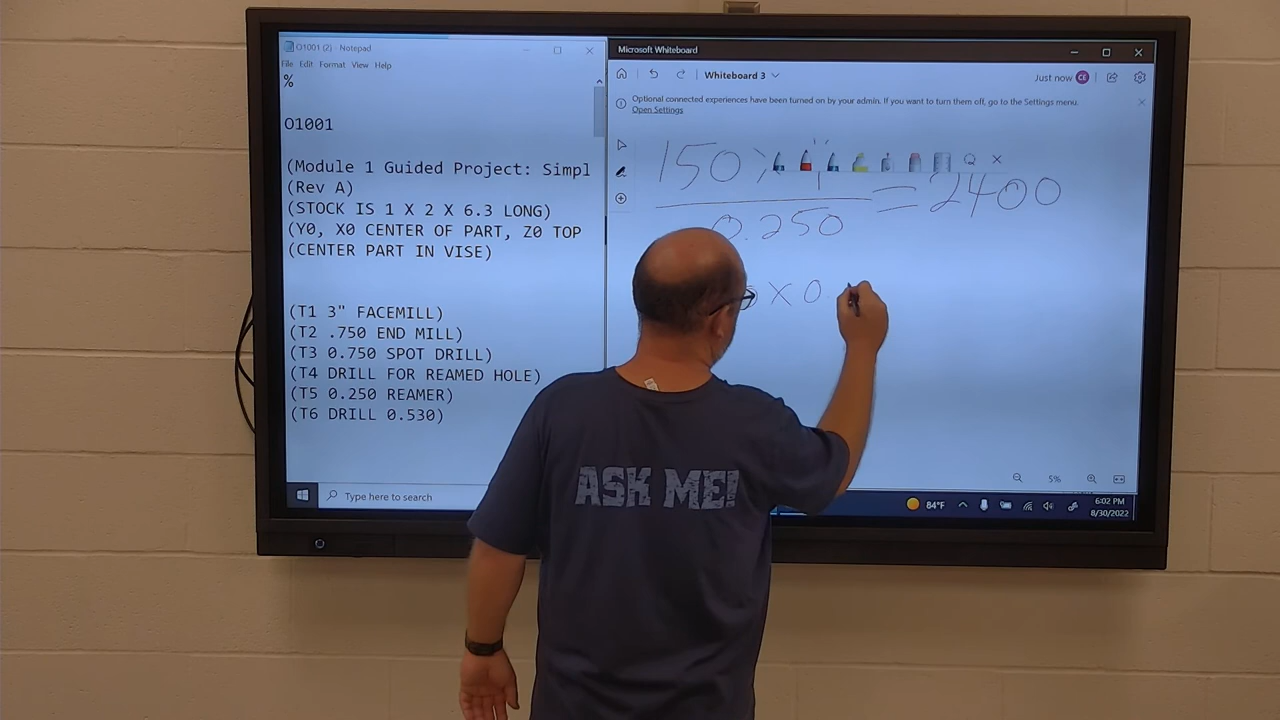 O1001 (2) - Notepad
File Edit Format View Help
%
O1001
(Module 1 Guided Project: Simpl
(Rev A)
(STOCK IS 1 X 2 X 6.3 LONG)
(Y0, X0 CENTER OF PART, Z0 TOP
(CENTER PART IN VISE)
(T1 3" FACEMILL)
(T2 .750 END MILL)
(T3 0.750 SPOT DRILL)
(T4 DRILL FOR REAMED HOLE)
(T5 0.250 REAMER)
(T6 DRILL 0.530)
Type here to search
Microsoft Whiteboard
Whiteboard 3
Just now CE
Optional connected experiences have been turned on by your admin. If you want to turn them off, go to the Settings menu.
Open Settings
150 X
= 2400
0.250
X 0
5%
84°F
6:02 PM
8/30/2022
ASK ME!